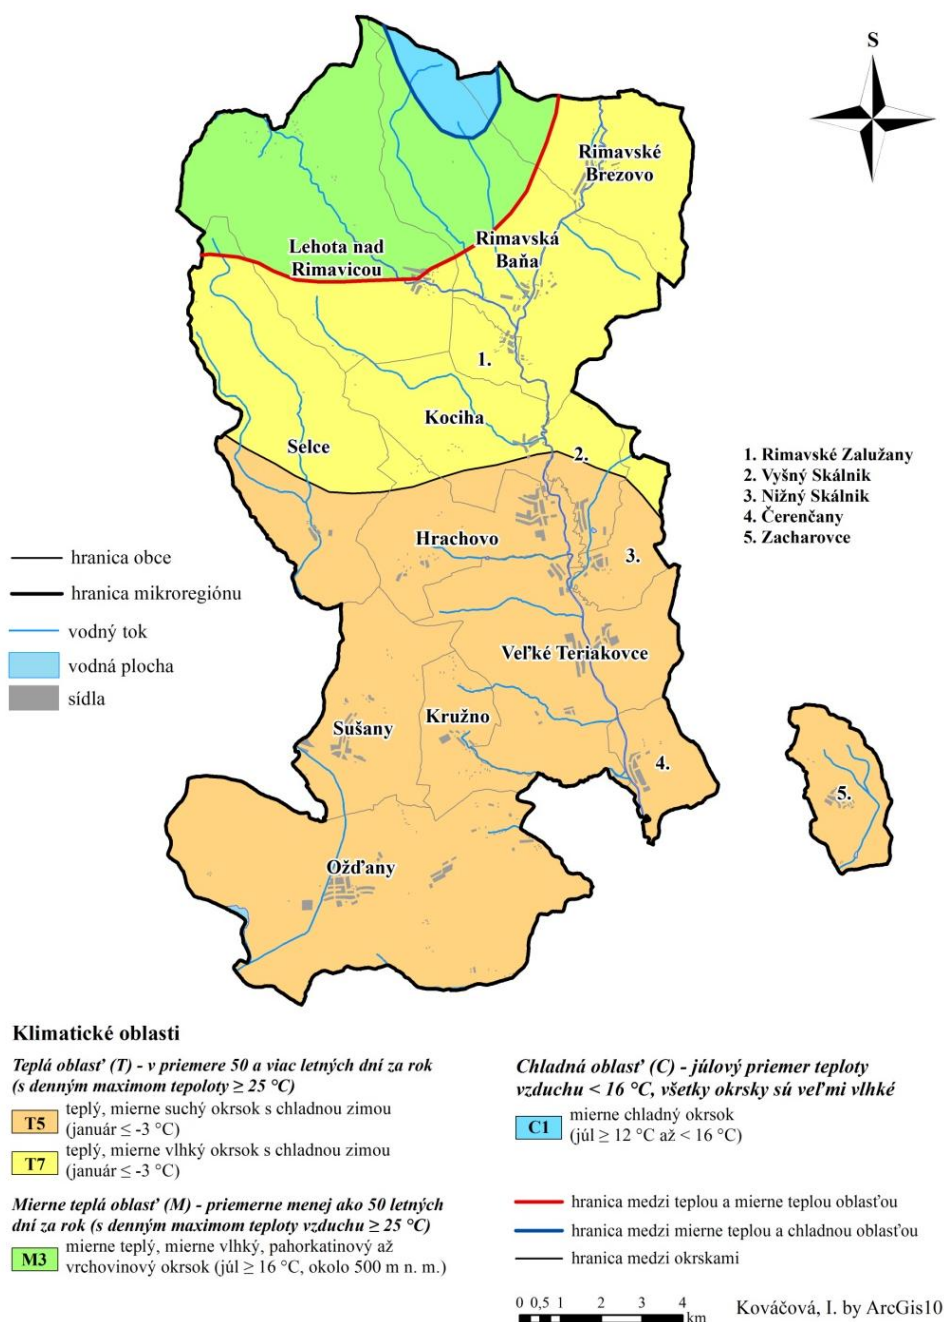 S
Rimavské
Brezovo
Lehota nad
Rimavicou
Rimavská
Baňa
1.
Kociha
Selce
2.
1. Rimavské Zalužany
2. Vyšný Skálnik
3. Nižný Skálnik
4. Čerenčany
5. Zacharovce
Hrachovo
3.
hranica obce
hranica mikroregiónu
vodný tok
vodná plocha
sídla
Veľké Teriakovce
Kružno
Sušany
4.
5.
Ožďany
Klimatické oblasti
Teplá oblasť (T) - v priemere 50 a viac letných dní za rok
(s denným maximom tepoloty ≥ 25 °C)
T5
teplý, mierne suchý okrsok s chladnou zimou
(január ≤ -3 °C)
T7
teplý, mierne vlhký okrsok s chladnou zimou
(január ≤ -3 °C)
Mierne teplá oblasť (M) - priemerne menej ako 50 letných
dní za rok (s denným maximom teploty vzduchu ≥ 25 °C)
M3
mierne teplý, mierne vlhký, pahorkatinový až
vrchovinový okrsok (júl ≥ 16 °C, okolo 500 m n. m.)
Chladná oblasť (C) - júlový priemer teploty
vzduchu < 16 °C, všetky okrsky sú veľmi vlhké
C1
mierne chladný okrsok
(júl ≥ 12 °C až < 16 °C)
hranica medzi teplou a mierne teplou oblasťou
hranica medzi mierne teplou a chladnou oblasťou
hranica medzi okrskami
0 0,5 1 2 3 4
km
Kováčová, I. by ArcGis10